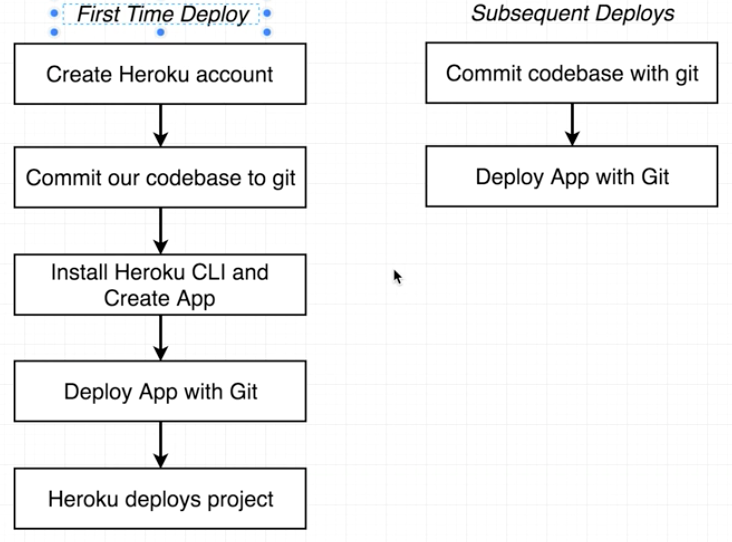 First Time Deploy
Create Heroku account
Commit our codebase to git
Install Heroku CLI and
Create App
Deploy App with Git
Heroku deploys project
Subsequent Deploys
Commit codebase with git
Deploy App with Git